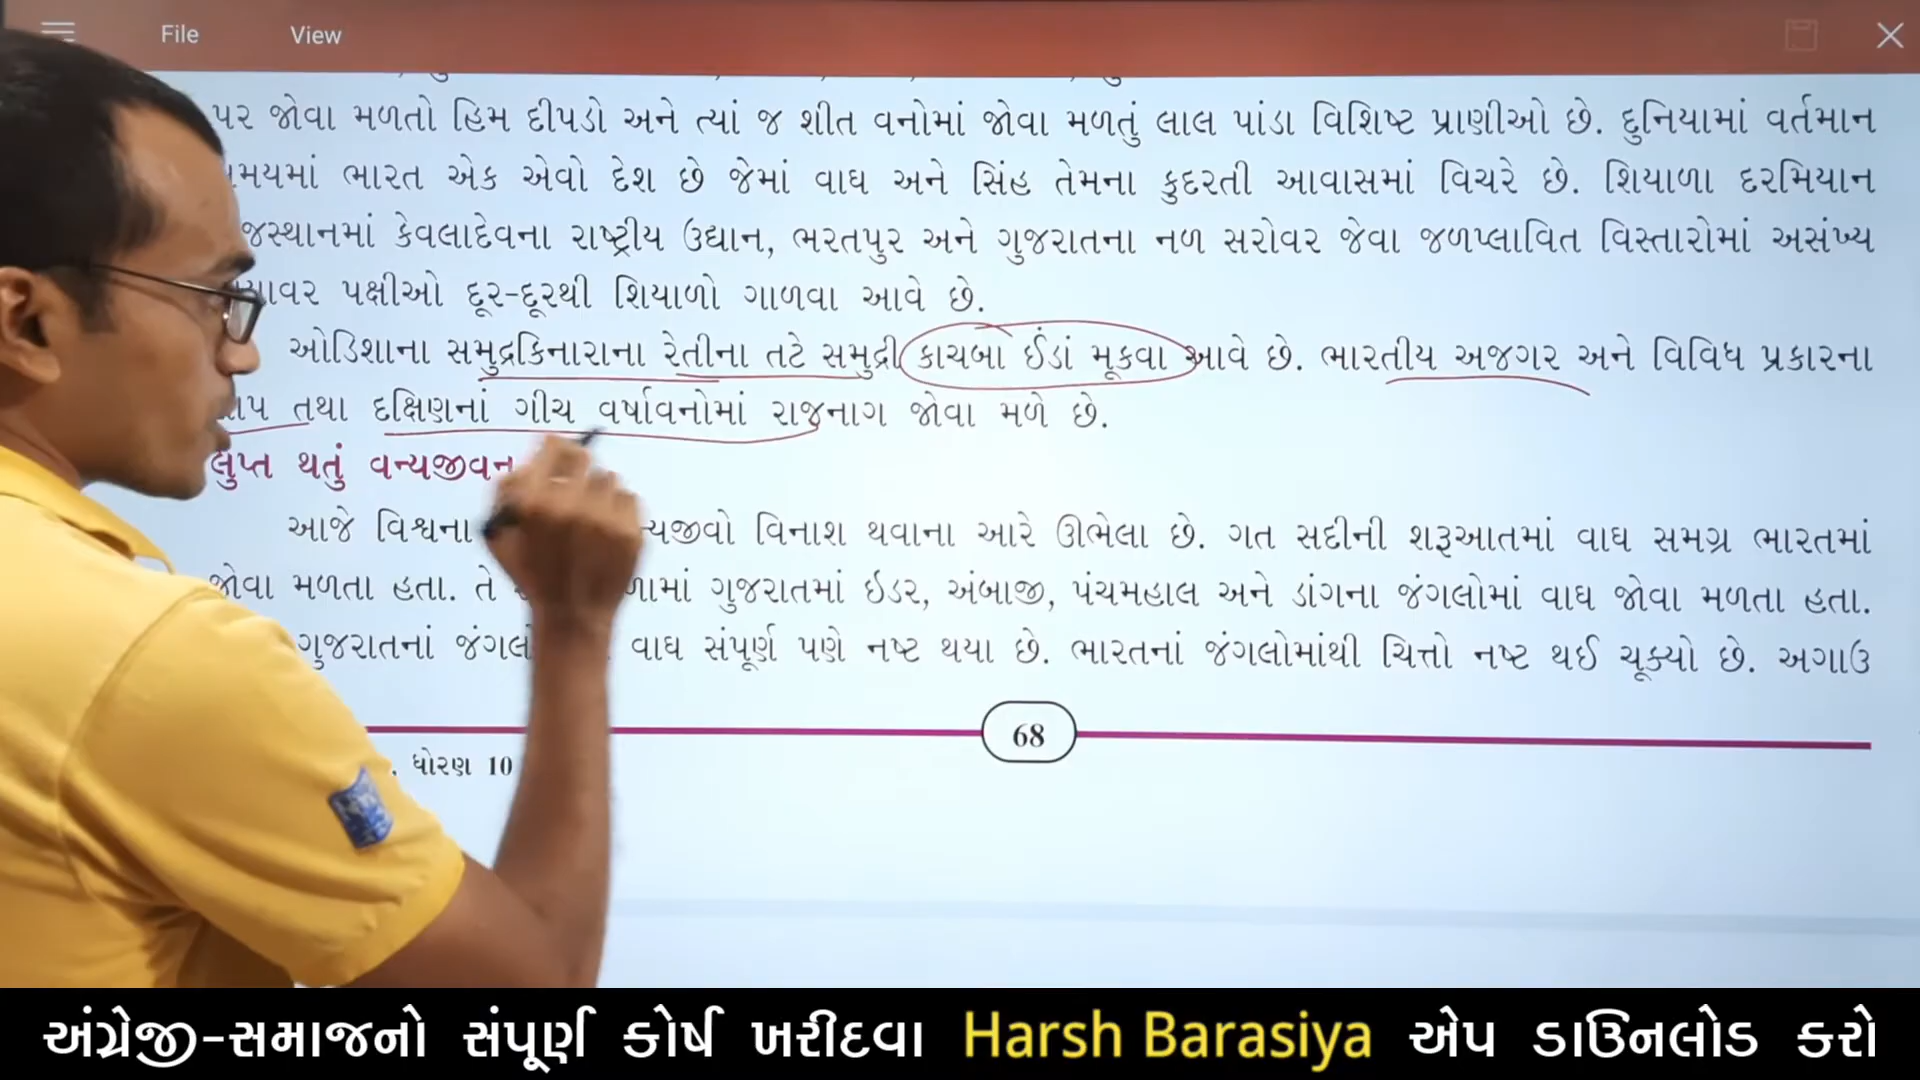 File View
પર જોવા મળતો હિમ દીપડો અને ત્યાં જ શીત વનોમાં જોવા મળતું લાલ પાંડા વિશિષ્ટ પ્રાણીઓ છે. દુનિયામાં વર્તમાન
ભારત એક એવો દેશ છે જેમાં વાઘ અને સિંહ તેમના કુદરતી આવાસમાં વિચરે છે. શિયાળા દરમિયાન
કેવલાદેવના રાષ્ટ્રીય ઉદ્યાન, ભરતપુર અને ગુજરાતના નળ સરોવર જેવા જળપ્લાવિત વિસ્તારોમાં અસંખ્ય
પક્ષીઓ દૂર-દૂરથી શિયાળો ગાળવા આવે છે.
ઓડિશાના સમુદ્રકિનારાના રેતીના તટે સમુદ્રી કાચબા ઈંડાં મૂકવા આવે છે. ભારતીય અજગર અને વિવિધ પ્રકારના
તથા દક્ષિણનાં ગીચ વર્ષાવનોમાં રાજનાગ જોવા મળે છે.
લુપ્ત થતું વન્યજીવન
આજે વિશ્વના વિનાશ થવાના આરે ઊભેલા છે. ગત સદીની શરૂઆતમાં વાઘ સમગ્ર ભારતમાં
જોવા મળતા હતા. તે ગુજરાતમાં ઇડર, અંબાજી, પંચમહાલ અને ડાંગના જંગલોમાં વાઘ જોવા મળતા હતા.
ગુજરાતનાં વાઘ સંપૂર્ણ પણે નષ્ટ થયા છે. ભારતનાં જંગલોમાંથી ચિત્તો નષ્ટ થઈ ચૂક્યો છે. અગાઉ
68
ધોરણ 10
અંગ્રેજી-સમાજનો સંપૂર્ણ કોર્ષ ખરીદવા Harsh Barasiya એપ ડાઉનલોડ કરો